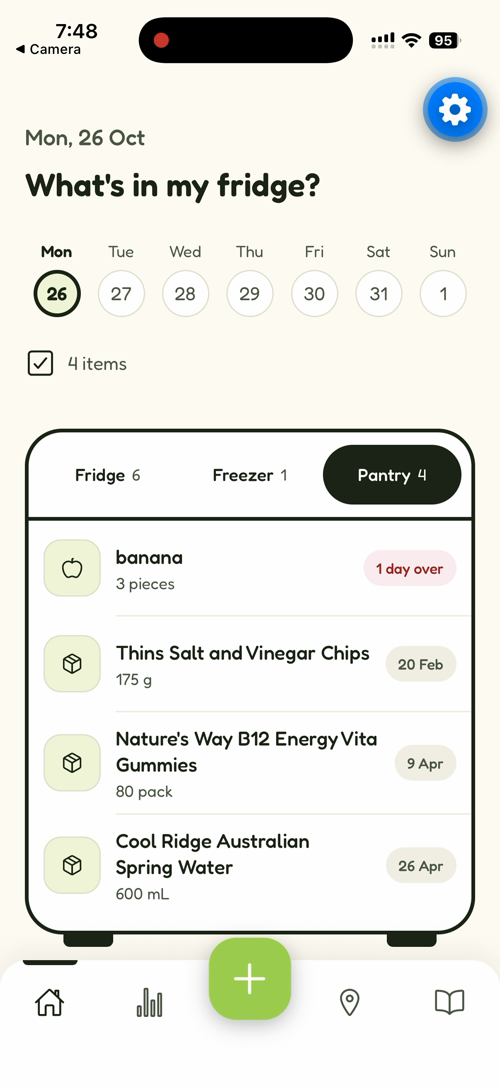 7:48
95
◀ Camera
Mon, 26 Oct
What's in my fridge?
Mon Tue Wed Thu Fri Sat Sun
26 27 28 29 30 31 1
4 items
Fridge 6 Freezer 1 Pantry 4
banana
3 pieces
1 day over
Thins Salt and Vinegar Chips
175 g
20 Feb
Nature's Way B12 Energy Vita
Gummies
80 pack
9 Apr
Cool Ridge Australian
Spring Water
600 mL
26 Apr